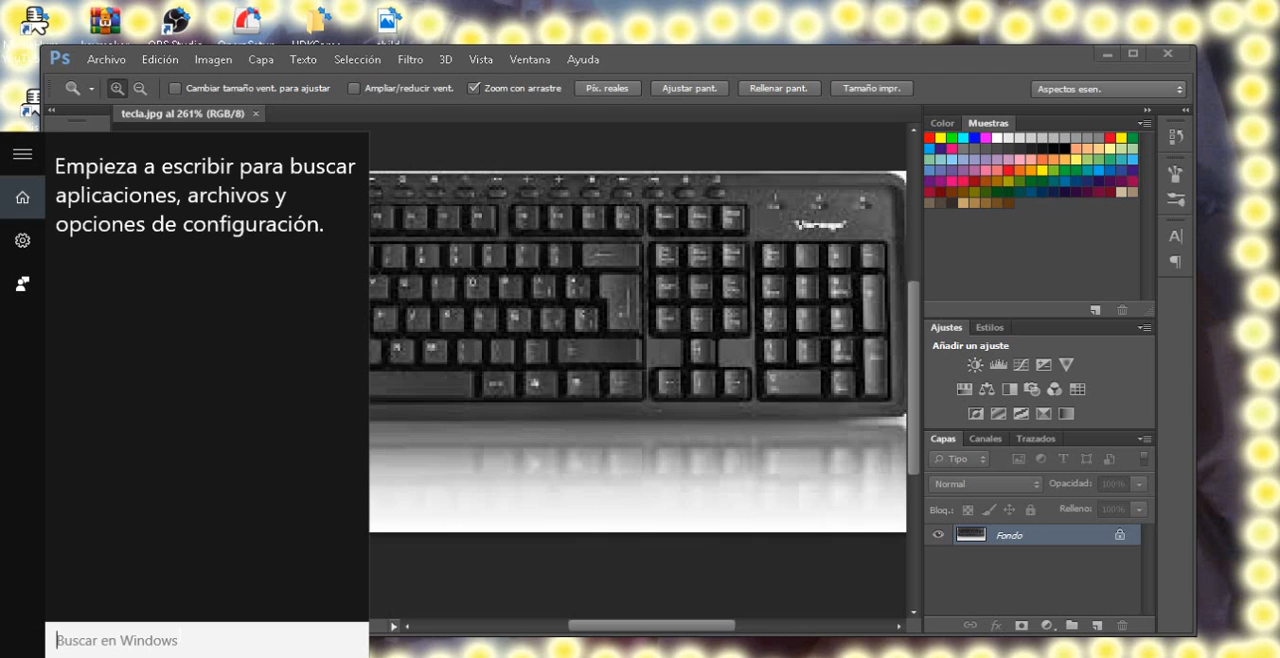 OBS Studio
Ps Archivo Edición Imagen Capa Texto Selección Filtro 3D Vista Ventana Ayuda
Cambiar tamaño vent. para ajustar Ampliar/reducir vent. Zoom con arrastre Píx. reales Ajustar pant. Rellenar pant. Tamaño impr. Aspectos esen.
tecla.jpg al 261% (RGB/8) ×
Color Muestras
Empieza a escribir para buscar
aplicaciones, archivos y
opciones de configuración.
Ajustes Estilos
Añadir un ajuste
Capas Canales Trazados
Tipo
Normal Opacidad: 100%
Bloq.: Relleno: 100%
Fondo
fx
Buscar en Windows